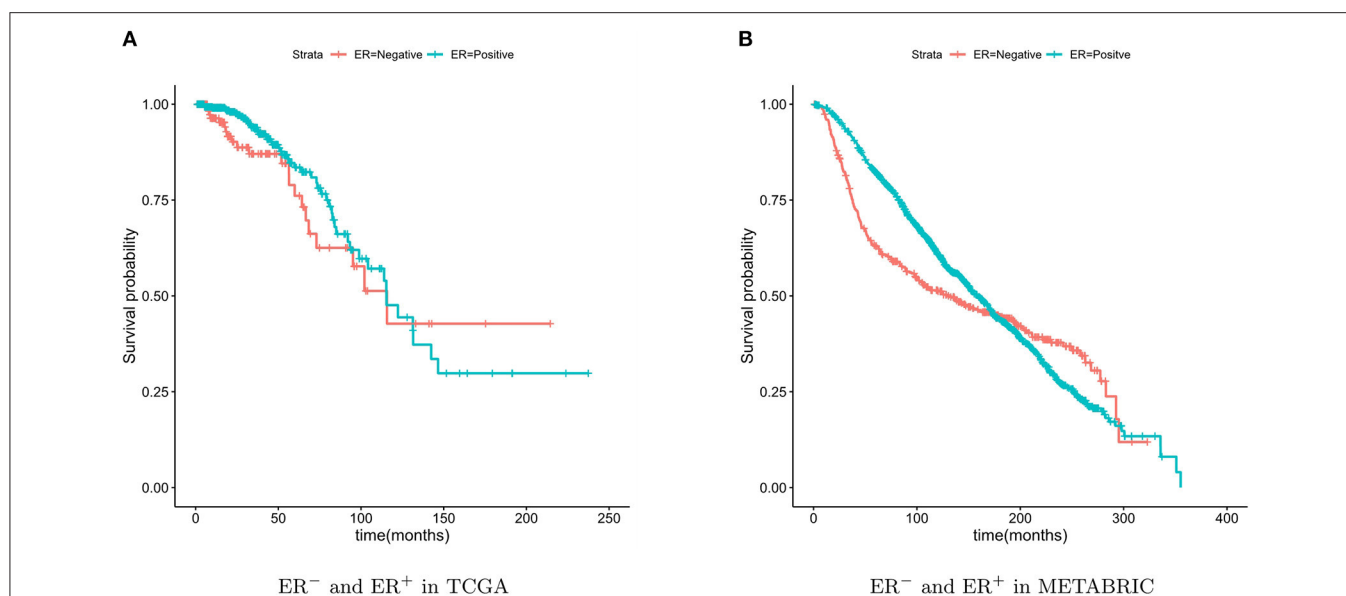 A
Strata ER=Negative ER=Positive
Survival probability
1.00
0.75
0.50
0.25
0.00
0 50 100 150 200 250
time(months)
ER⁻ and ER⁺ in TCGA
B
Strata ER=Negative ER=Positve
Survival probability
1.00
0.75
0.50
0.25
0.00
0 100 200 300 400
time(months)
ER⁻ and ER⁺ in METABRIC